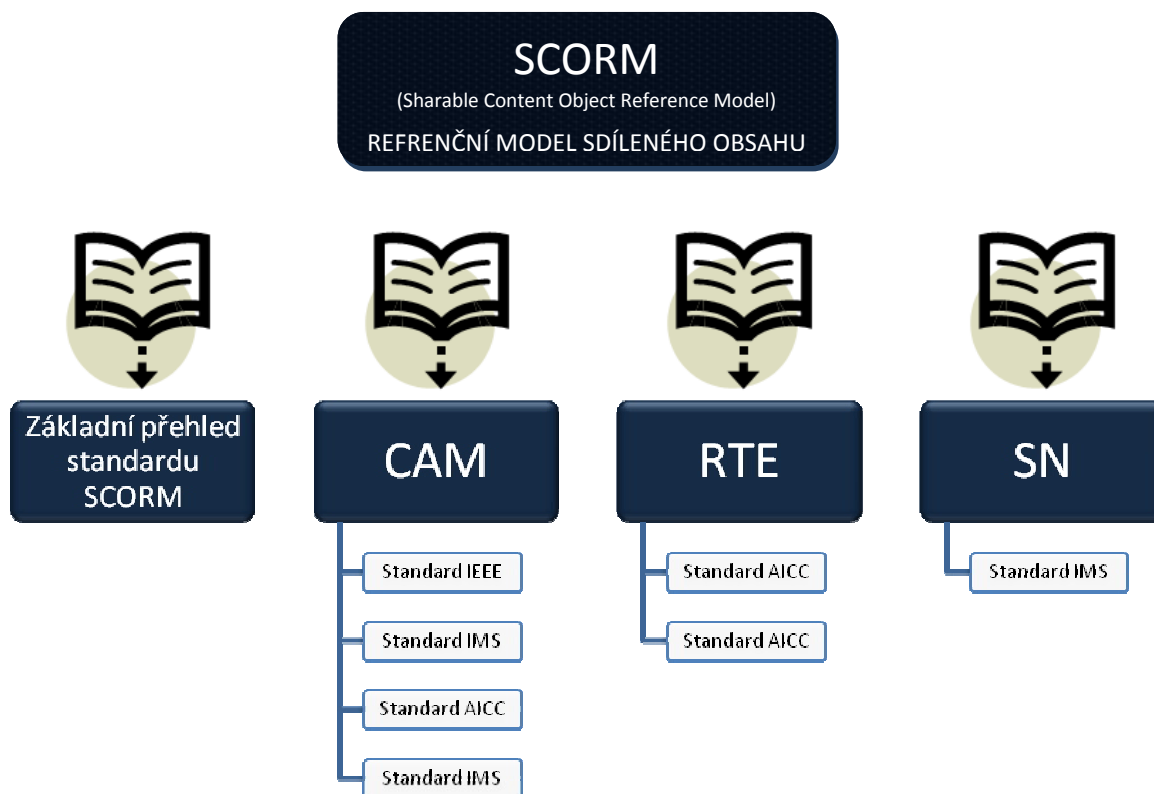 SCORM
(Sharable Content Object Reference Model)
REFRENČNÍ MODEL SDÍLENÉHO OBSAHU
Základní přehled
standardu
SCORM
CAM
Standard IEEE
Standard IMS
Standard AICC
Standard IMS
RTE
Standard AICC
Standard AICC
SN
Standard IMS